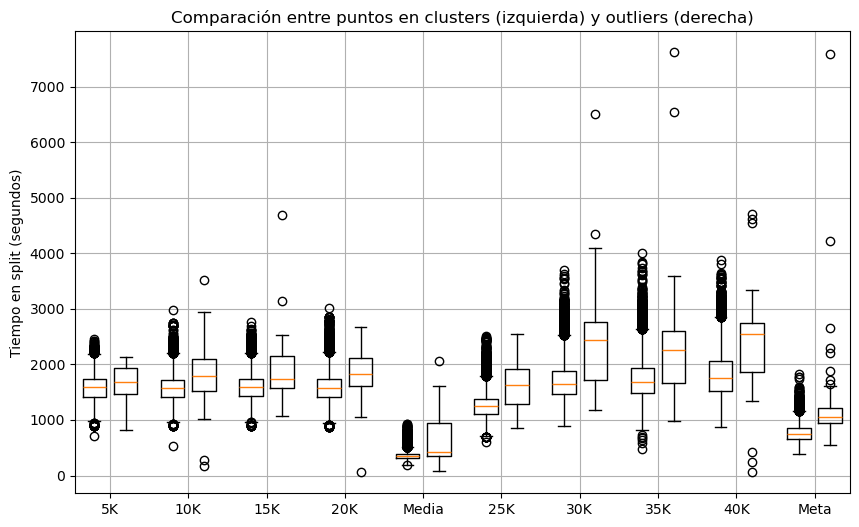 Comparación entre puntos en clusters (izquierda) y outliers (derecha)
Tiempo en split (segundos)
7000
6000
5000
4000
3000
2000
1000
0
5K 10K 15K 20K Media 25K 30K 35K 40K Meta